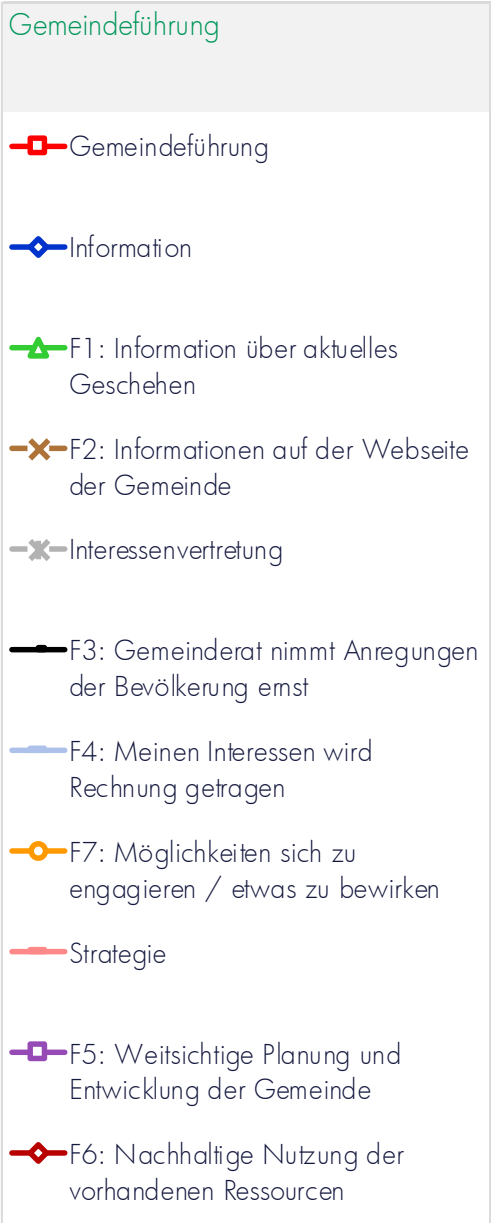 Gemeindeführung
Gemeindeführung
Information
F1: Information über aktuelles
Geschehen
F2: Informationen auf der Webseite
der Gemeinde
Interessenvertretung
F3: Gemeinderat nimmt Anregungen
der Bevölkerung ernst
F4: Meinen Interessen wird
Rechnung getragen
F7: Möglichkeiten sich zu
engagieren / etwas zu bewirken
Strategie
F5: Weitsichtige Planung und
Entwicklung der Gemeinde
F6: Nachhaltige Nutzung der
vorhandenen Ressourcen